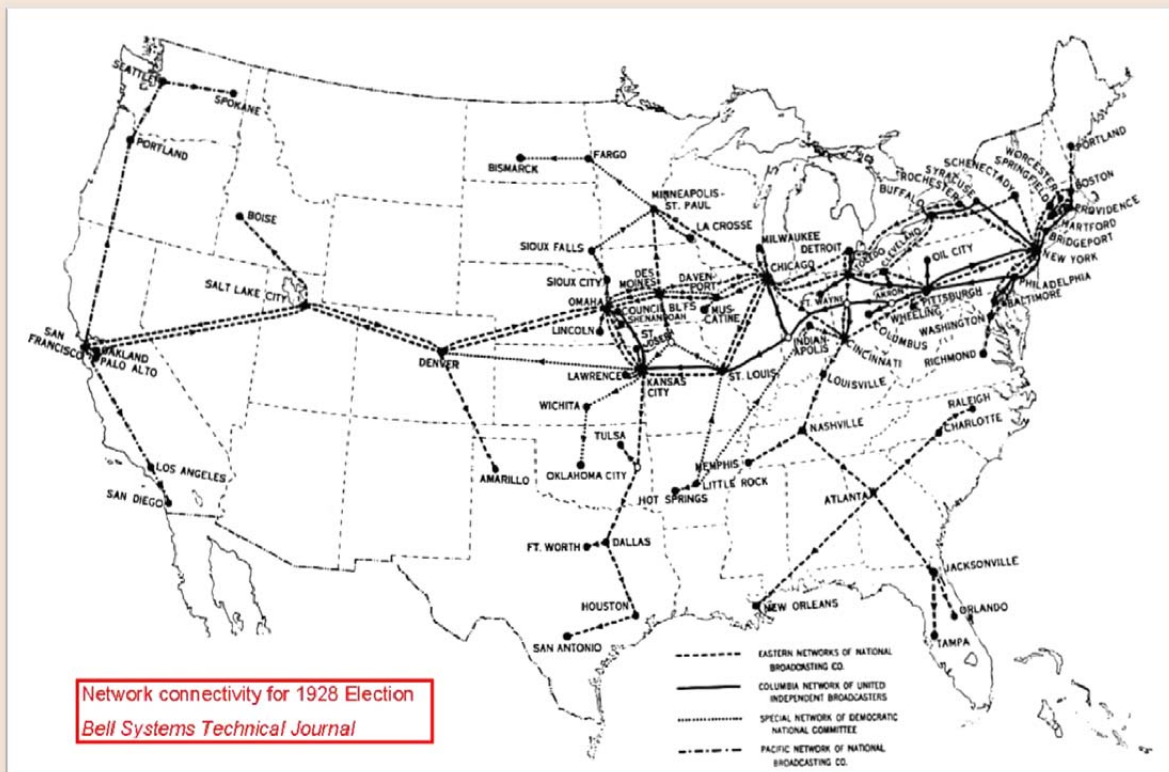 SEATTLE
SPOKANE
PORTLAND
BOISE
SALT LAKE CITY
SAN
FRANCISCO
OAKLAND
PALO ALTO
LOS ANGELES
SAN DIEGO
DENVER
AMARILLO
BISMARCK
FARGO
MINNEAPOLIS-
ST. PAUL
LA CROSSE
SIOUX FALLS
SIOUX CITY
DES
MOINES
DAVEN-
PORT
OMAHA
COUNCIL BLFS
SHENANDOAH
MUS-
CATINE
LINCOLN
ST
JOSEPH
LAWRENCE
KANSAS
CITY
ST. LOUIS
WICHITA
TULSA
OKLAHOMA CITY
HOT SPRINGS
LITTLE ROCK
MEMPHIS
FT. WORTH
DALLAS
HOUSTON
SAN ANTONIO
MILWAUKEE
CHICAGO
DETROIT
TOLEDO
CLEVELAND
BUFFALO
ROCHESTER
SYRACUSE
SCHENECTADY
SPRINGFIELD
WORCESTER
PORTLAND
BOSTON
PROVIDENCE
HARTFORD
BRIDGEPORT
NEW YORK
OIL CITY
PHILADELPHIA
BALTIMORE
WASHINGTON
RICHMOND
FT. WAYNE
AKRON
PITTSBURGH
WHEELING
COLUMBUS
INDIAN-
APOLIS
CINCINNATI
LOUISVILLE
NASHVILLE
RALEIGH
CHARLOTTE
ATLANTA
JACKSONVILLE
NEW ORLEANS
ORLANDO
TAMPA
EASTERN NETWORKS OF NATIONAL
BROADCASTING CO.
COLUMBIA NETWORK OF UNITED
INDEPENDENT BROADCASTERS
SPECIAL NETWORK OF DEMOCRATIC
NATIONAL COMMITTEE
PACIFIC NETWORK OF NATIONAL
BROADCASTING CO.
Network connectivity for 1928 Election
Bell Systems Technical Journal